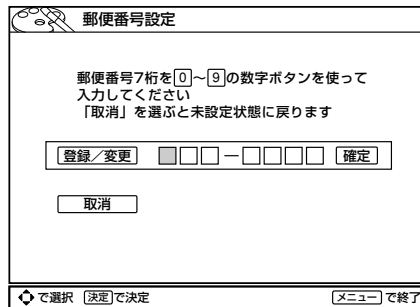 郵便番号設定
郵便番号7桁を0～9の数字ボタンを使って
入力してください
「取消」を選ぶと未設定状態に戻ります
登録／変更 □□□－□□□□ 確定
取消
で選択 決定で決定 メニューで終了